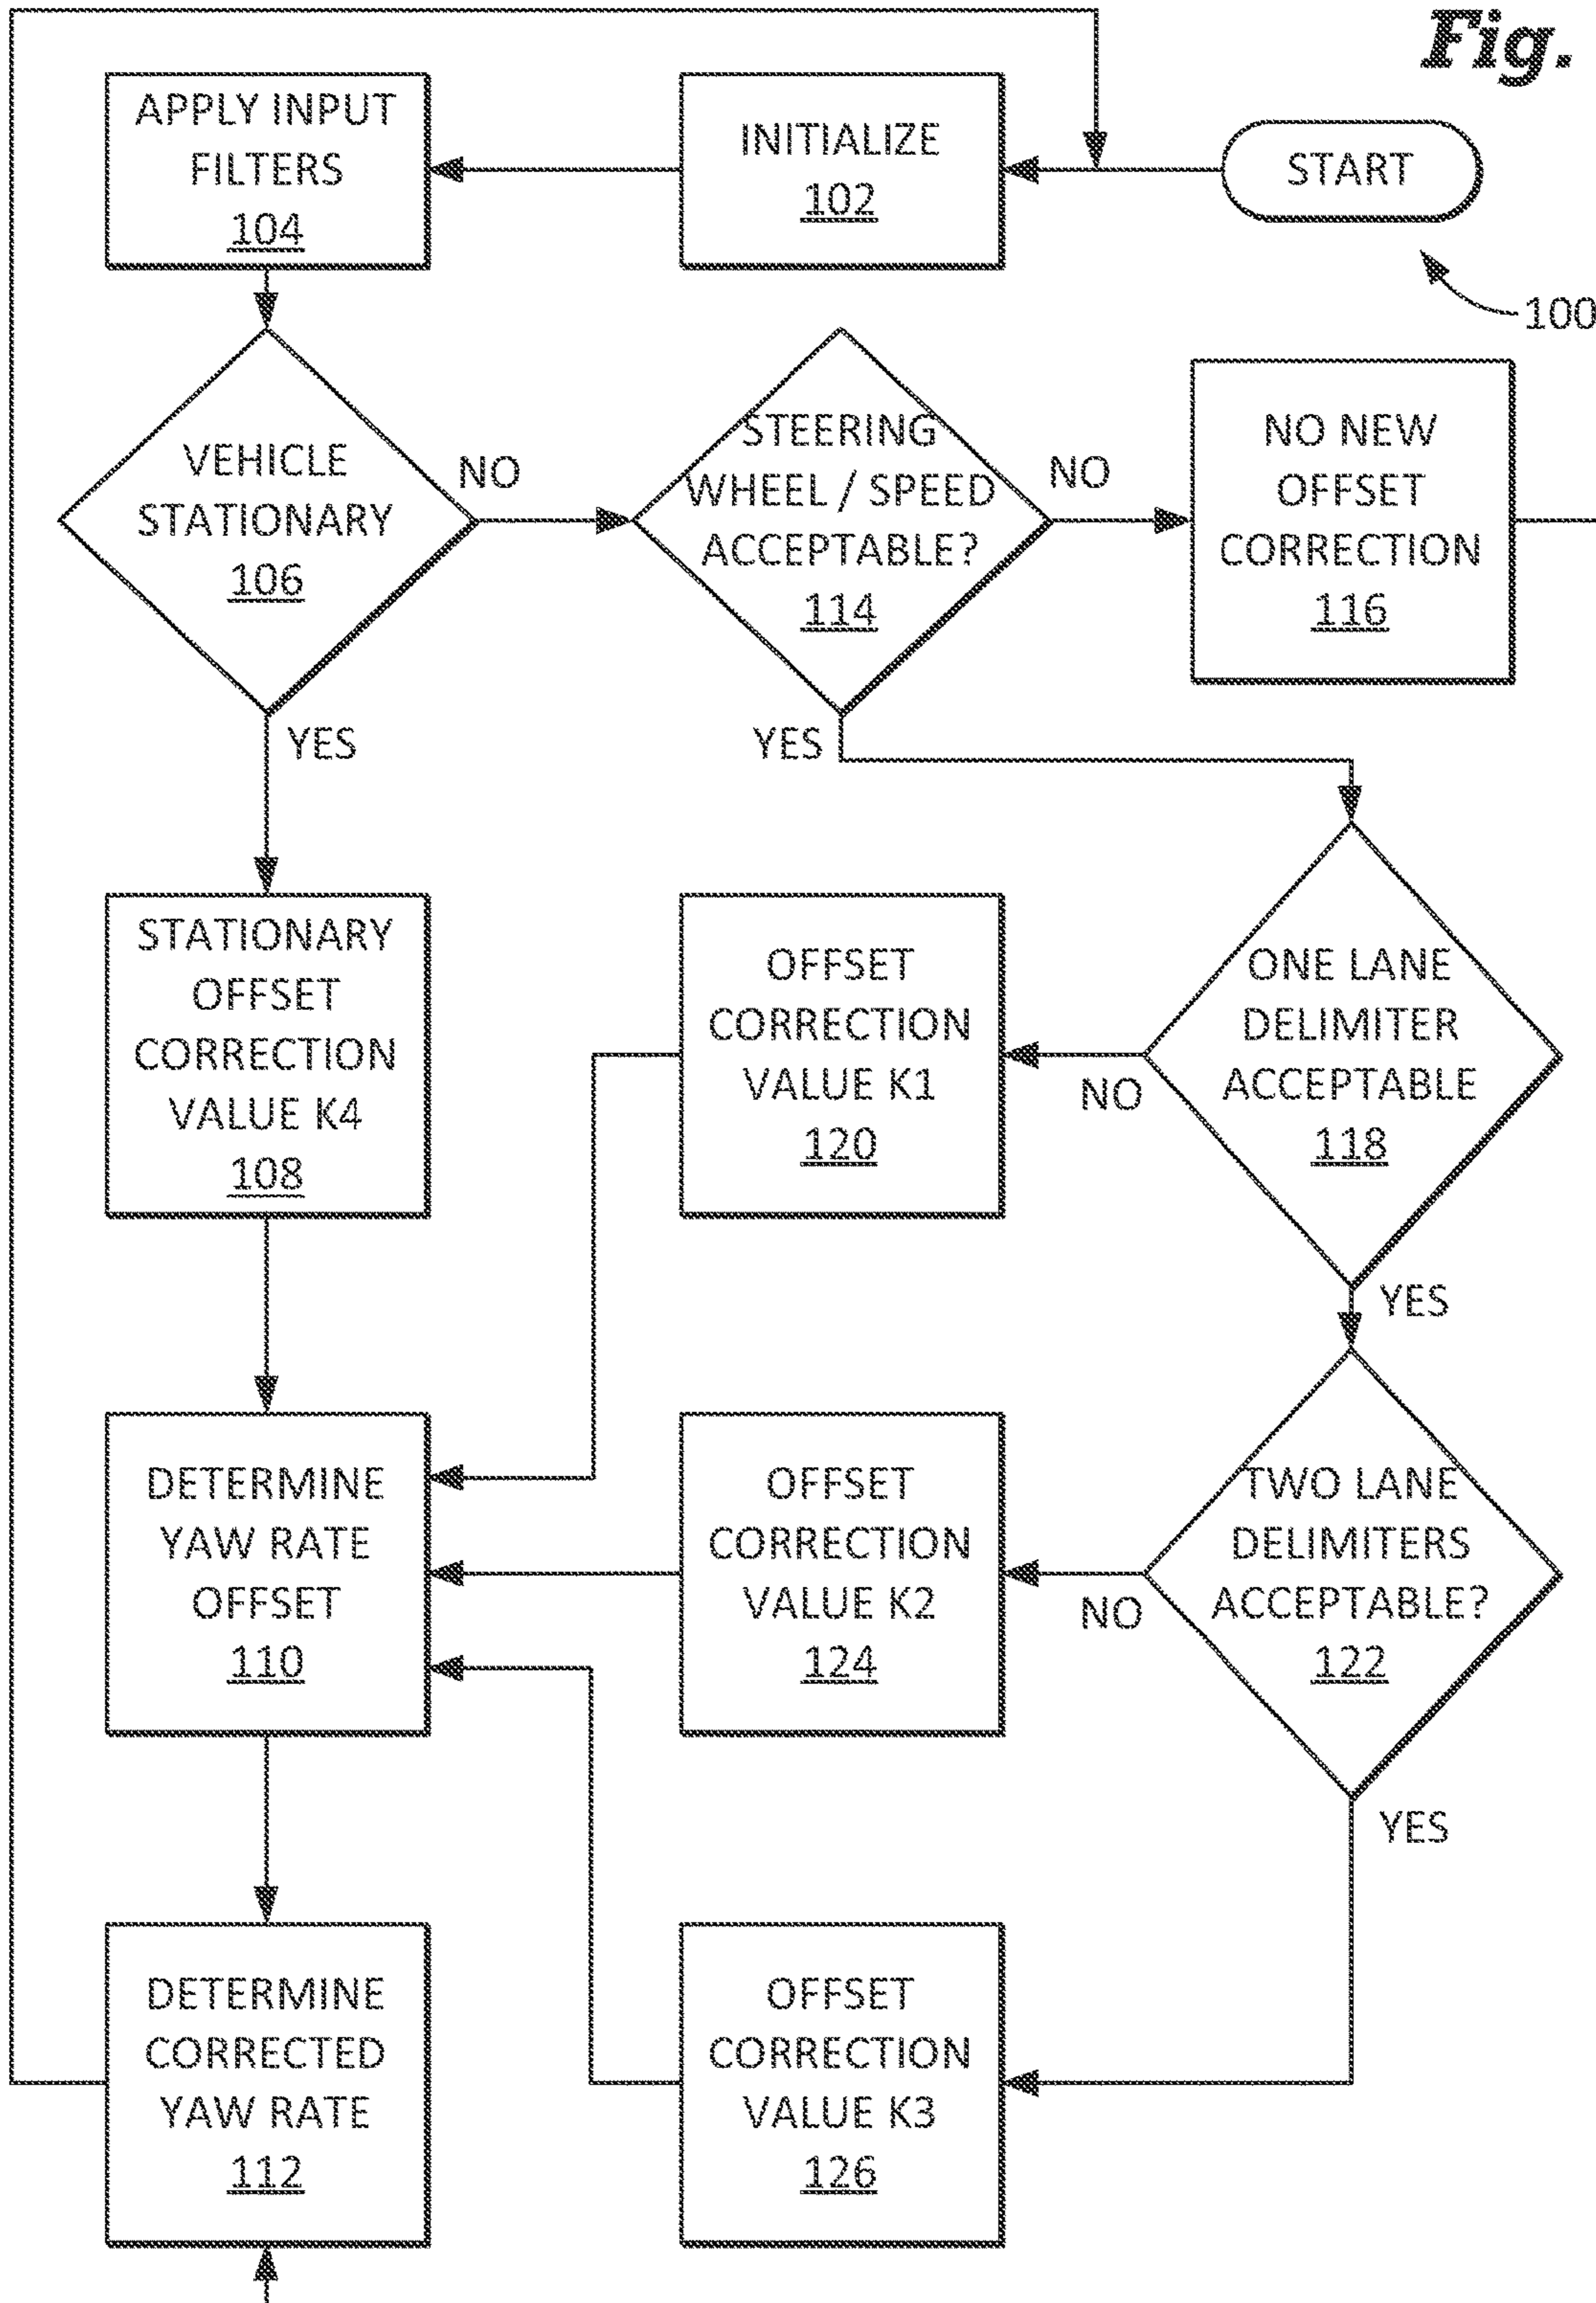 Fig.
APPLY INPUT
FILTERS
104
INITIALIZE
102
START
100
VEHICLE
STATIONARY
106
NO
STEERING
WHEEL / SPEED
ACCEPTABLE?
114
NO
NO NEW
OFFSET
CORRECTION
116
YES
YES
STATIONARY
OFFSET
CORRECTION
VALUE K4
108
OFFSET
CORRECTION
VALUE K1
120
NO
ONE LANE
DELIMITER
ACCEPTABLE
118
YES
DETERMINE
YAW RATE
OFFSET
110
OFFSET
CORRECTION
VALUE K2
124
NO
TWO LANE
DELIMITERS
ACCEPTABLE?
122
YES
DETERMINE
CORRECTED
YAW RATE
112
OFFSET
CORRECTION
VALUE K3
126